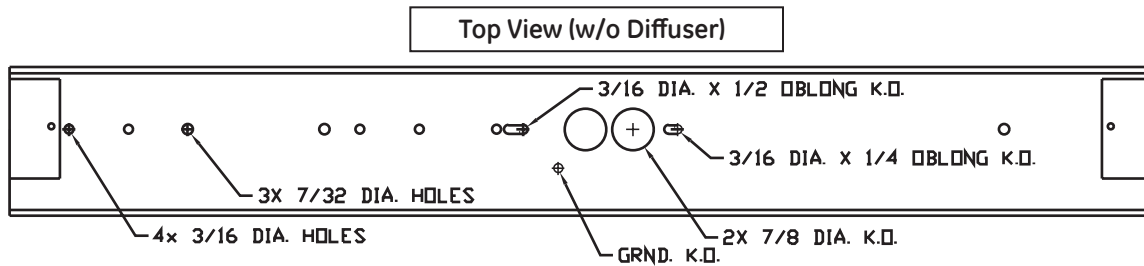 Top View (w/o Diffuser)
3/16 DIA. X 1/2 OBLONG K.O.
3/16 DIA. X 1/4 OBLONG K.O.
3X 7/32 DIA. HOLES
4x 3/16 DIA. HOLES
2X 7/8 DIA. K.O.
GRND. K.O.